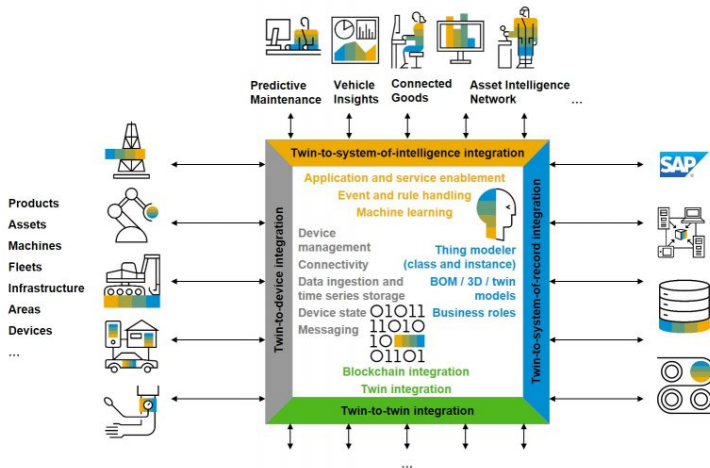 Predictive
Maintenance
Vehicle
Insights
Connected
Goods
Asset Intelligence
Network
...
Twin-to-system-of-intelligence integration
Application and service enablement
Event and rule handling
Machine learning
Products
Assets
Machines
Fleets
Infrastructure
Areas
Devices
...
Twin-to-device integration
Device
management
Connectivity
Data ingestion and
time series storage
Device state
Messaging
01011
11010
10
01101
Thing modeler
(class and instance)
BOM / 3D / twin
models
Business roles
Twin-to-system-of-record integration
SAP
Blockchain integration
Twin integration
Twin-to-twin integration
...